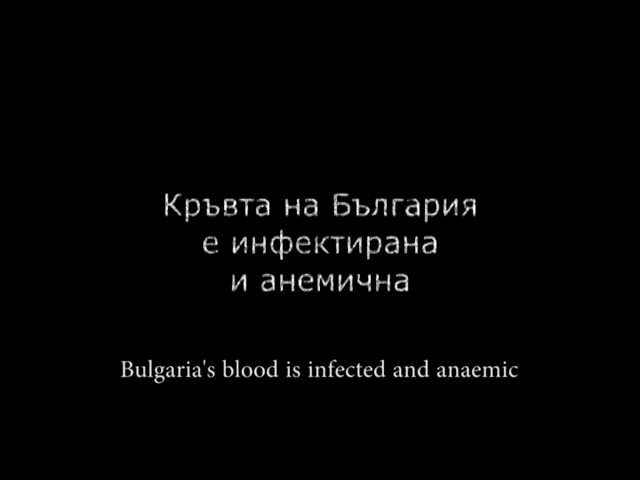 Кръвта на България
е инфектирана
и анемична
Bulgaria's blood is infected and anaemic